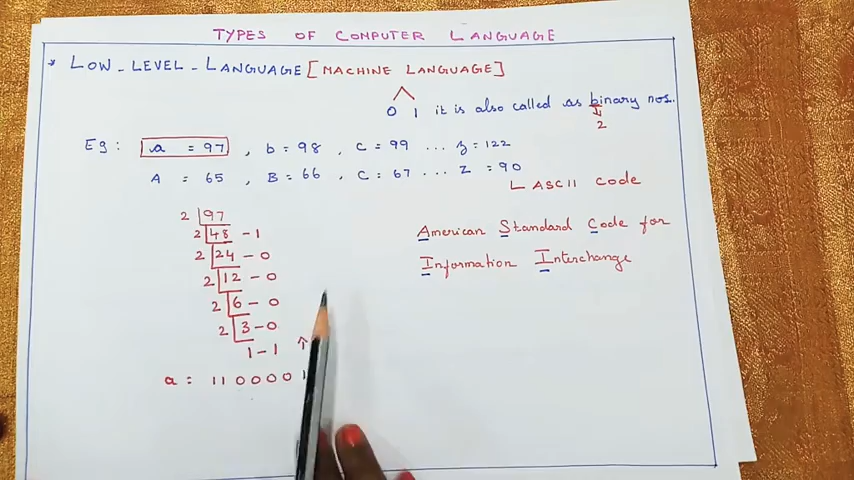 TYPES OF COMPUTER LANGUAGE
* LOW-LEVEL-LANGUAGE [MACHINE LANGUAGE]
0 1 it is also called as binary nos..
2
Eg: a = 97, b = 98, c = 99 ... z = 122
A = 65, B = 66, C = 67 ... Z = 90
ASCII code
American Standard Code for
Information Interchange
2 | 97
2 | 48 - 1
2 | 24 - 0
2 | 12 - 0
2 | 6 - 0
2 | 3 - 0
1 - 1
a = 1100001